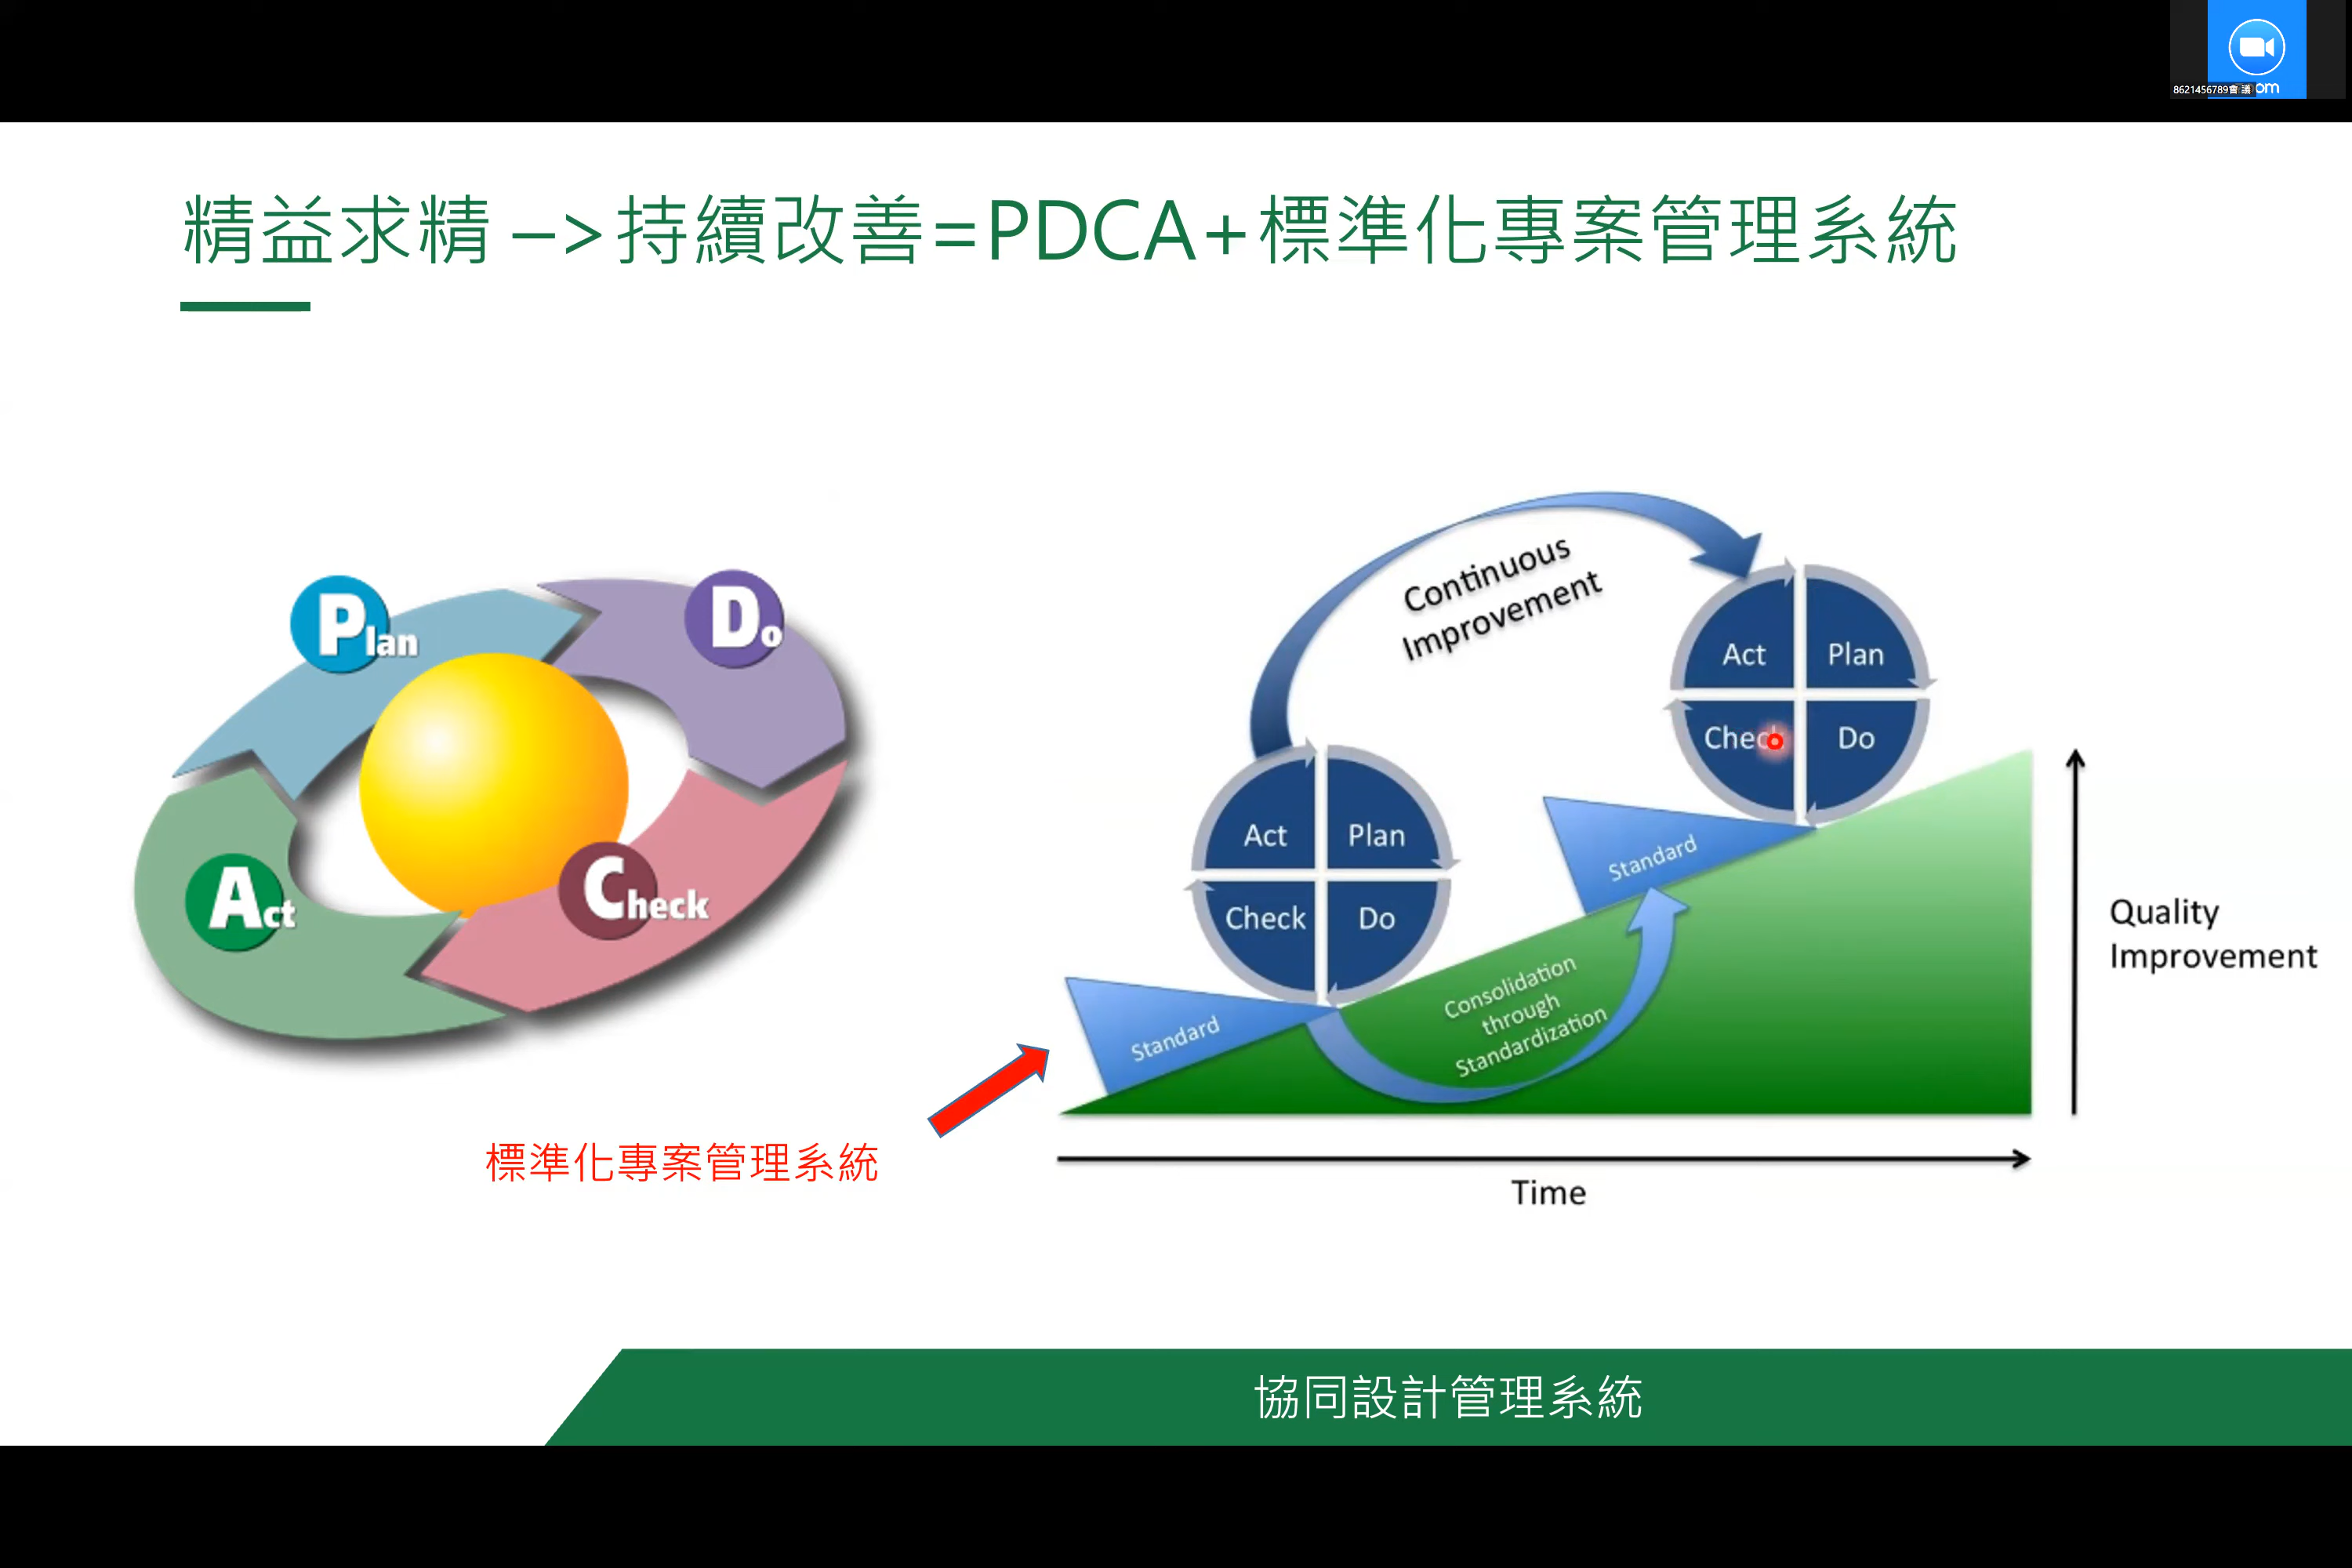 8621456789會議
精益求精 –> 持續改善=PDCA+標準化專案管理系統
Plan
Do
Check
Act
標準化專案管理系統
Continuous
Improvement
Act
Plan
Check
Do
Act
Plan
Check
Do
Standard
Standard
Consolidation
through
Standardization
Quality
Improvement
Time
協同設計管理系統